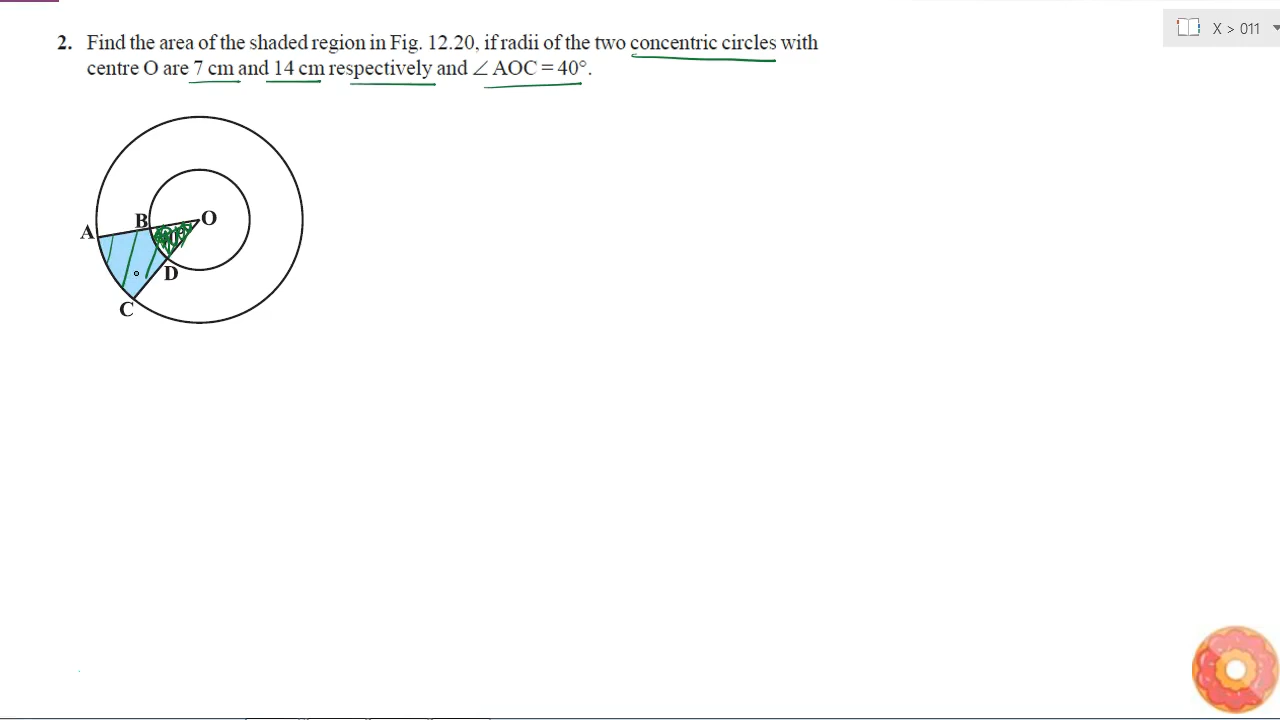 2. Find the area of the shaded region in Fig. 12.20, if radii of the two concentric circles with
centre O are 7 cm and 14 cm respectively and ∠AOC = 40°.
X > 011
B
O
A
D
C